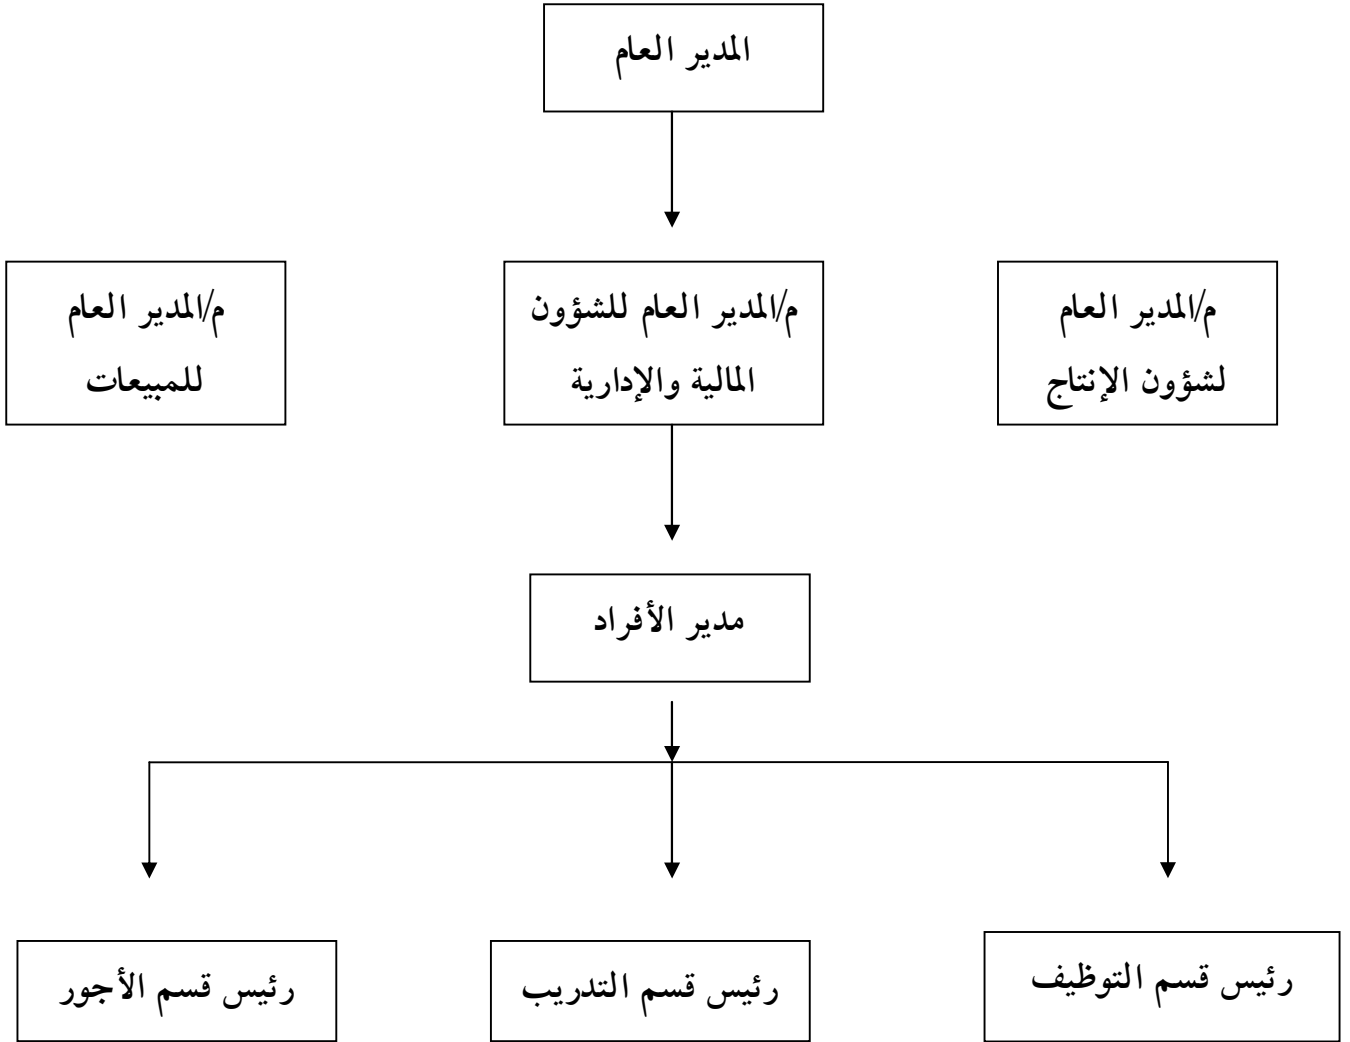 المدير العام
م/المدير العام
لشؤون الإنتاج
م/المدير العام للشؤون
المالية والإدارية
م/المدير العام
للمبيعات
مدير الأفراد
رئيس قسم التوظيف
رئيس قسم التدريب
رئيس قسم الأجور